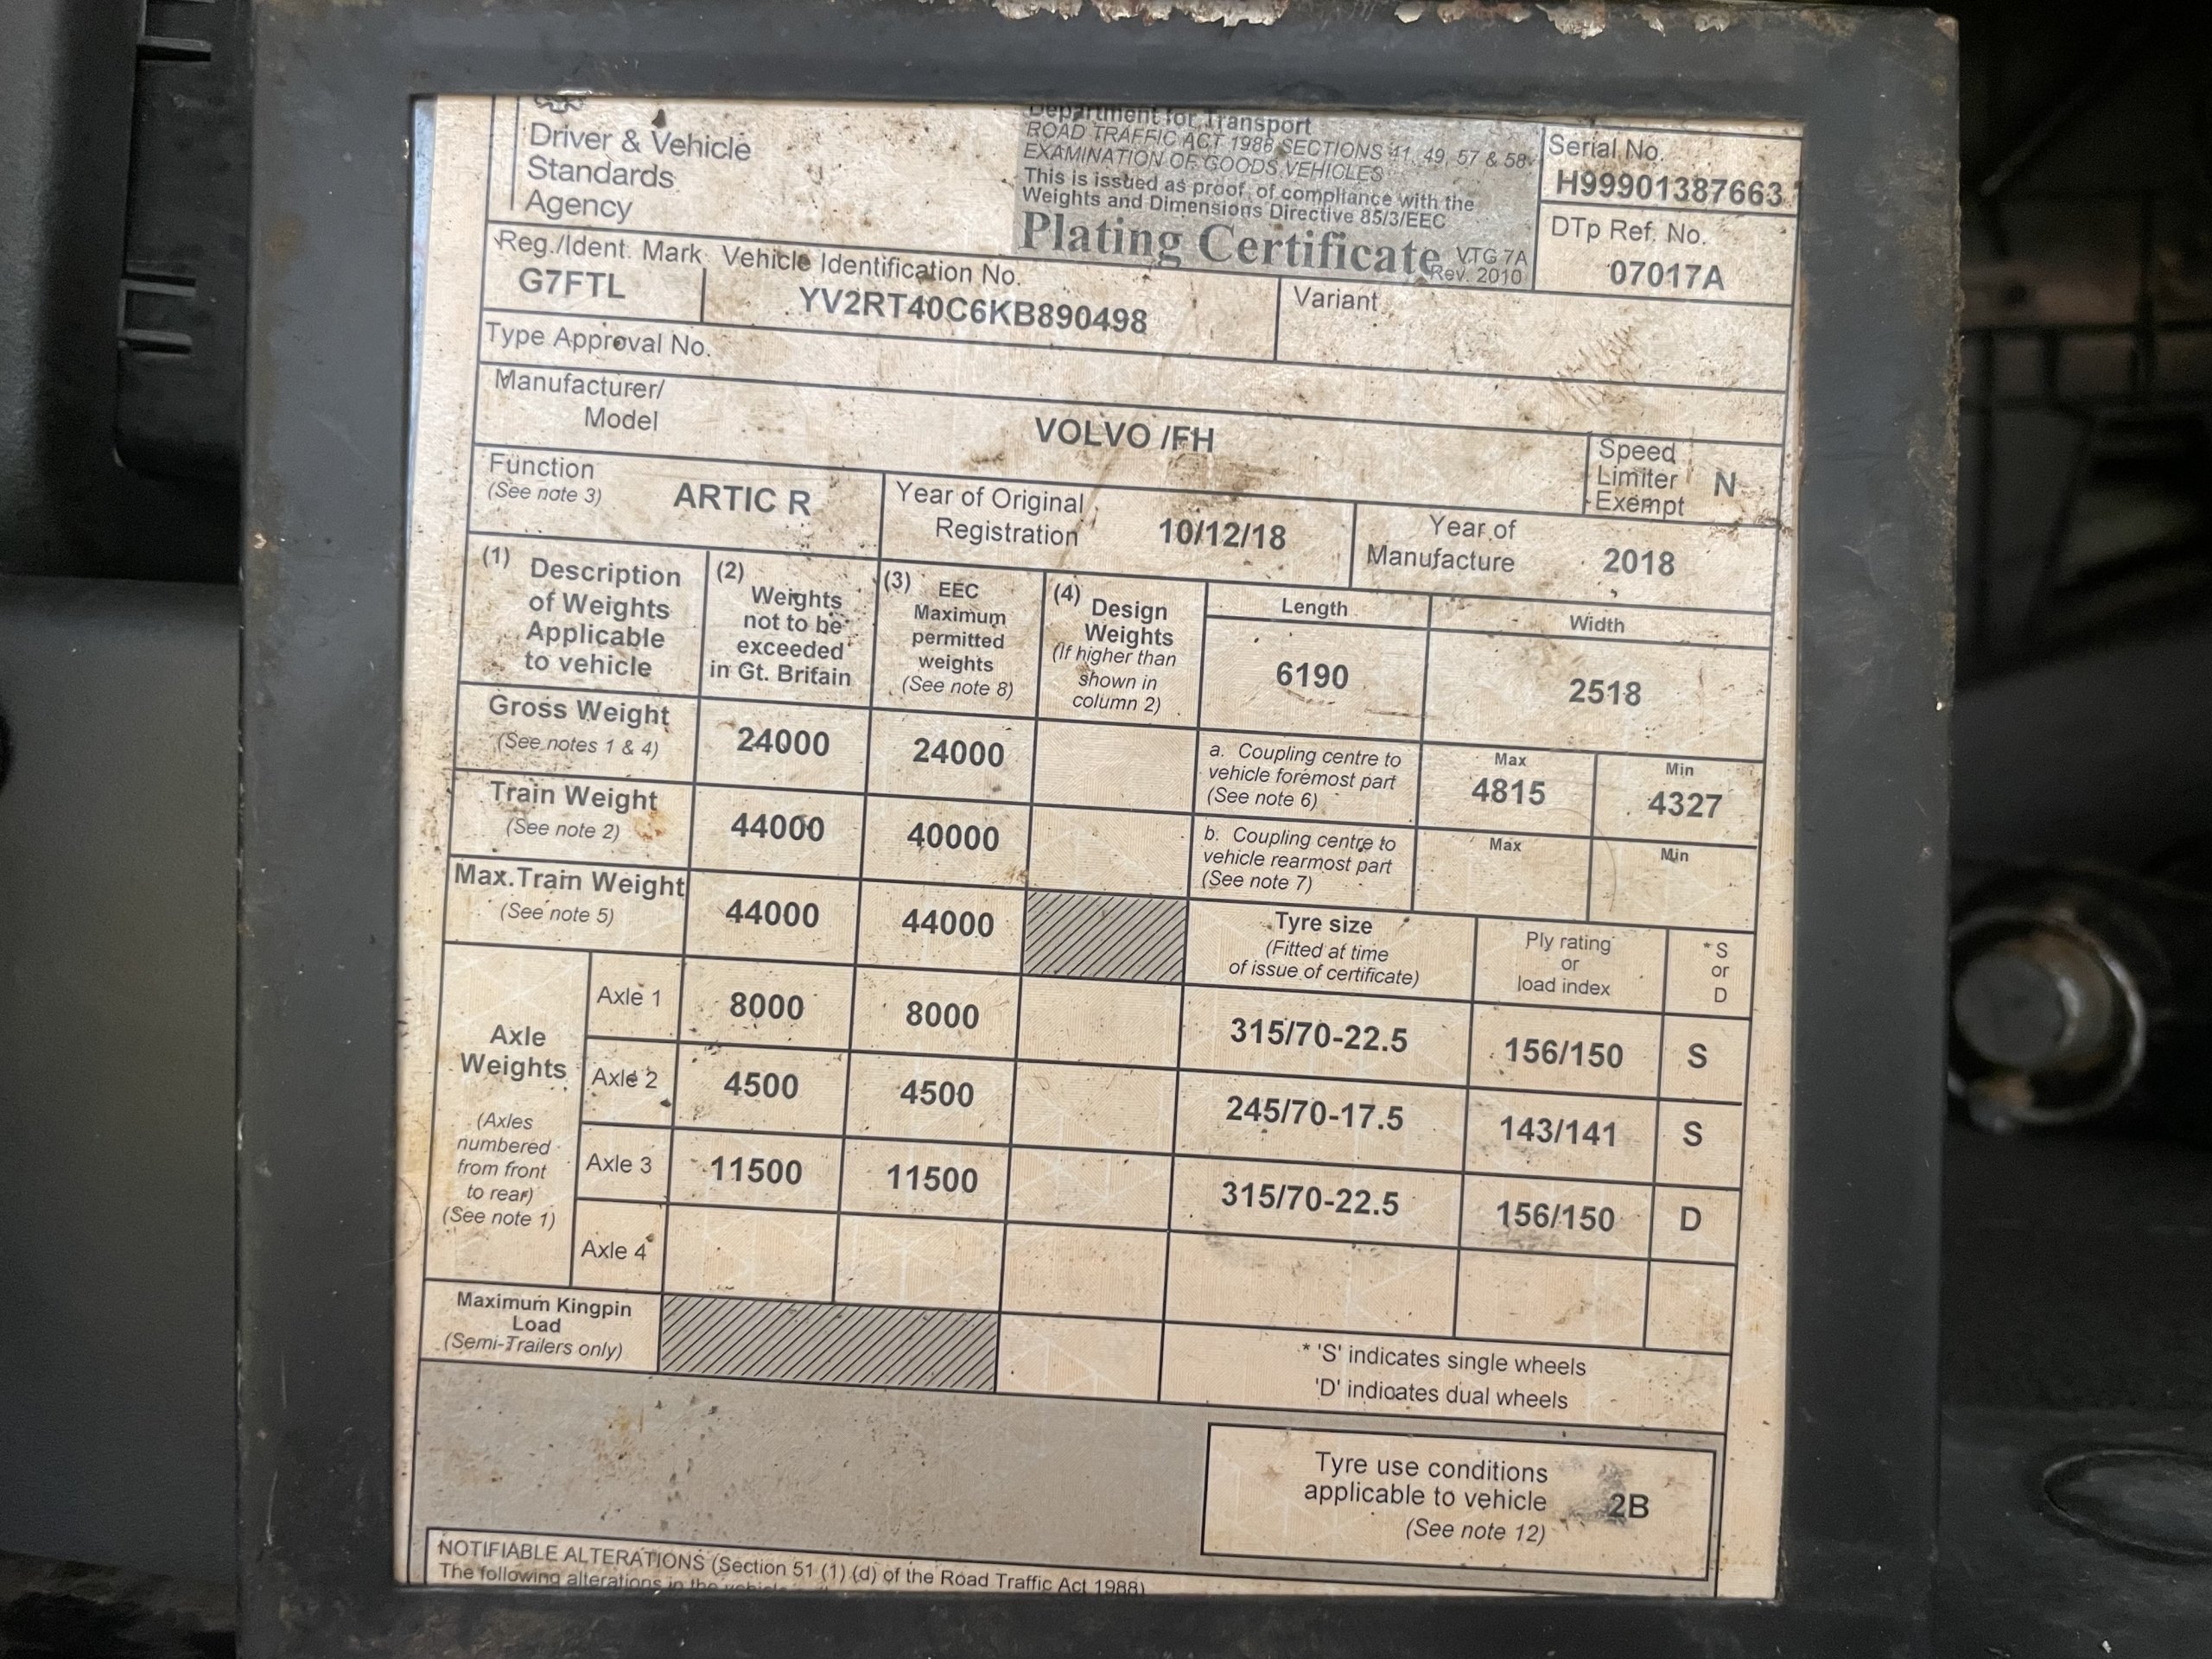 Driver & Vehicle
Standards
Agency
Department for Transport
ROAD TRAFFIC ACT 1988 SECTIONS 41, 49, 57 & 58
EXAMINATION OF GOODS VEHICLES
This is issued as proof of compliance with the
Weights and Dimensions Directive 85/3/EEC
Plating Certificate VTG 7A
Rev. 2010
Serial No.
H99901387663
DTp Ref. No.
07017A
Reg./Ident. Mark
G7FTL
Vehicle Identification No.
YV2RT40C6KB890498
Variant
Type Approval No.
Manufacturer/
Model
VOLVO /FH
Speed
Limiter
Exempt
N
Function
(See note 3)
ARTIC R
Year of Original
Registration
10/12/18
Year of
Manufacture
2018
(1) Description
of Weights
Applicable
to vehicle
(2) Weights
not to be
exceeded
in Gt. Britain
(3) EEC
Maximum
permitted
weights
(See note 8)
(4) Design
Weights
(If higher than
shown in
column 2)
Length
6190
Width
2518
Gross Weight
(See notes 1 & 4)
24000
24000
a. Coupling centre to
vehicle foremost part
(See note 6)
Max
4815
Min
4327
Train Weight
(See note 2)
44000
40000
b. Coupling centre to
vehicle rearmost part
(See note 7)
Max
Min
Max.Train Weight
(See note 5)
44000
44000
Tyre size
(Fitted at time
of issue of certificate)
Ply rating
or
load index
* S
or
D
Axle
Weights
(Axles
numbered
from front
to rear)
(See note 1)
Axle 1
8000
8000
315/70-22.5
156/150
S
Axle 2
4500
4500
245/70-17.5
143/141
S
Axle 3
11500
11500
315/70-22.5
156/150
D
Axle 4
Maximum Kingpin
Load
(Semi-Trailers only)
* 'S' indicates single wheels
'D' indicates dual wheels
Tyre use conditions
applicable to vehicle
(See note 12)
2B
NOTIFIABLE ALTERATIONS (Section 51 (1) (d) of the Road Traffic Act 1988)
The following alterations in the vehicle